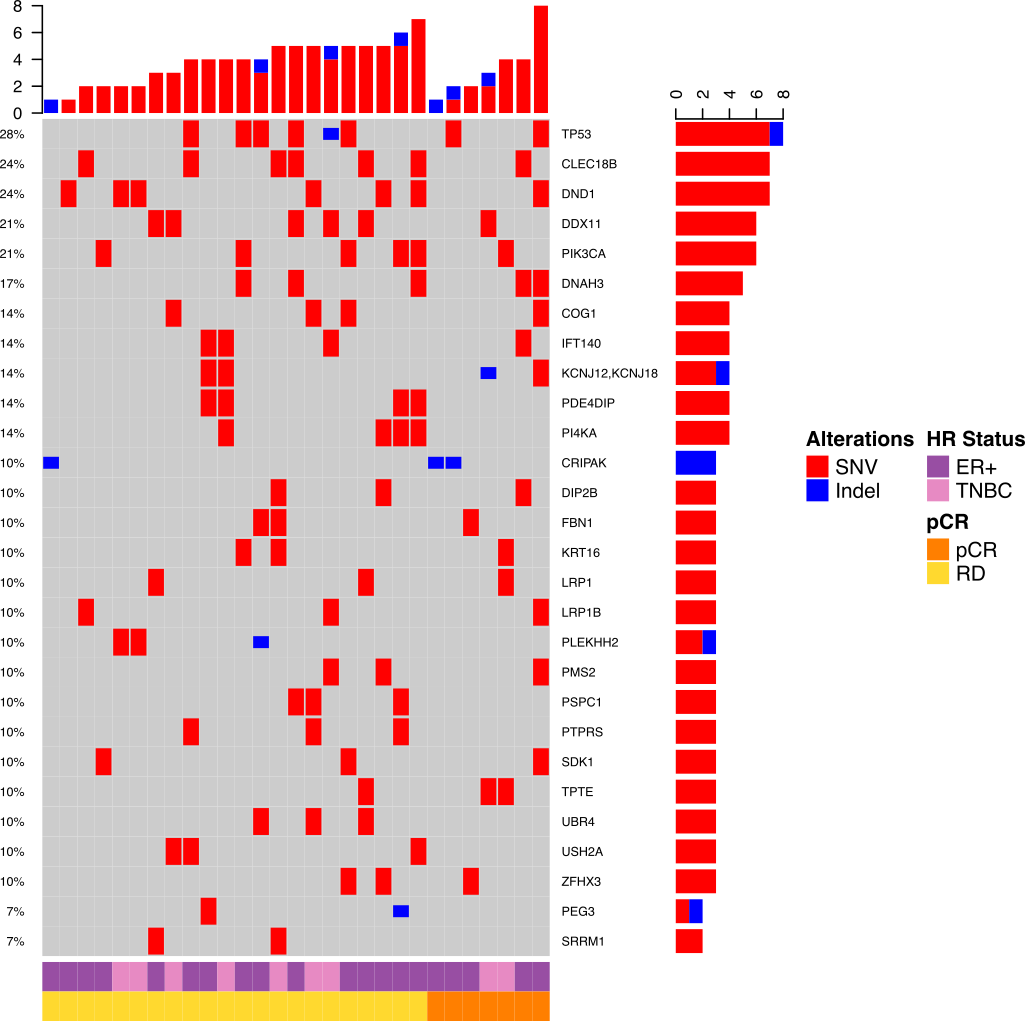 8
6
4
2
0
0 2 4 6 8
28% TP53
24% CLEC18B
24% DND1
21% DDX11
21% PIK3CA
17% DNAH3
14% COG1
14% IFT140
14% KCNJ12,KCNJ18
14% PDE4DIP
14% PI4KA
10% CRIPAK
10% DIP2B
10% FBN1
10% KRT16
10% LRP1
10% LRP1B
10% PLEKHH2
10% PMS2
10% PSPC1
10% PTPRS
10% SDK1
10% TPTE
10% UBR4
10% USH2A
10% ZFHX3
7% PEG3
7% SRRM1
Alterations
SNV
Indel
HR Status
ER+
TNBC
pCR
pCR
RD